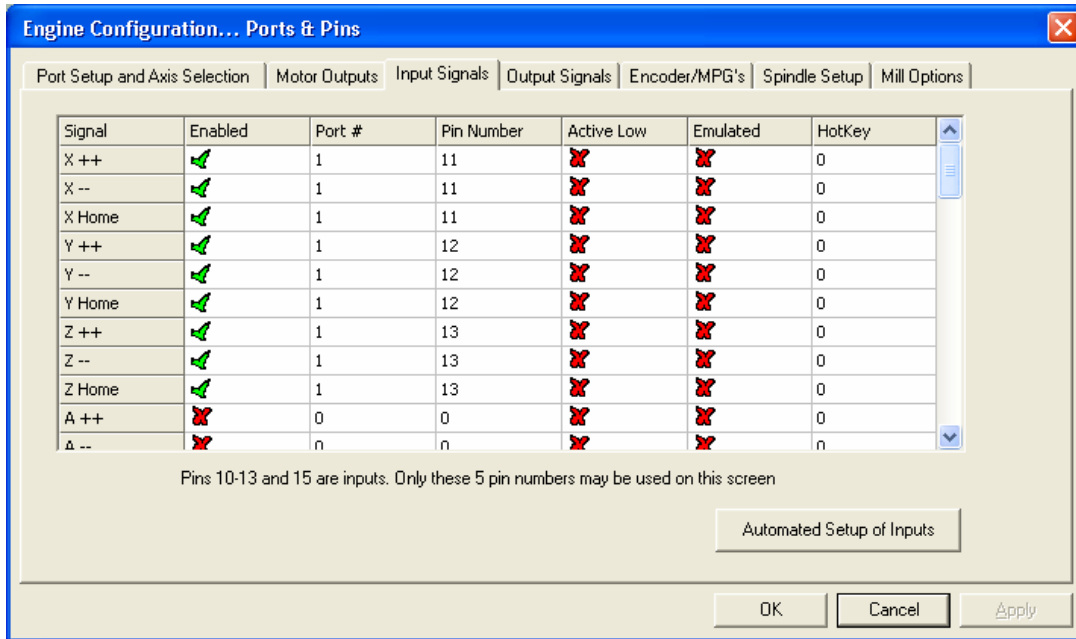 Engine Configuration... Ports & Pins
Port Setup and Axis Selection Motor Outputs Input Signals Output Signals Encoder/MPG's Spindle Setup Mill Options
Signal Enabled Port # Pin Number Active Low Emulated HotKey
X ++ 1 11 0
X -- 1 11 0
X Home 1 11 0
Y ++ 1 12 0
Y -- 1 12 0
Y Home 1 12 0
Z ++ 1 13 0
Z -- 1 13 0
Z Home 1 13 0
A ++ 0 0 0
A -- 0 0 0
Pins 10-13 and 15 are inputs. Only these 5 pin numbers may be used on this screen
Automated Setup of Inputs
OK Cancel Apply